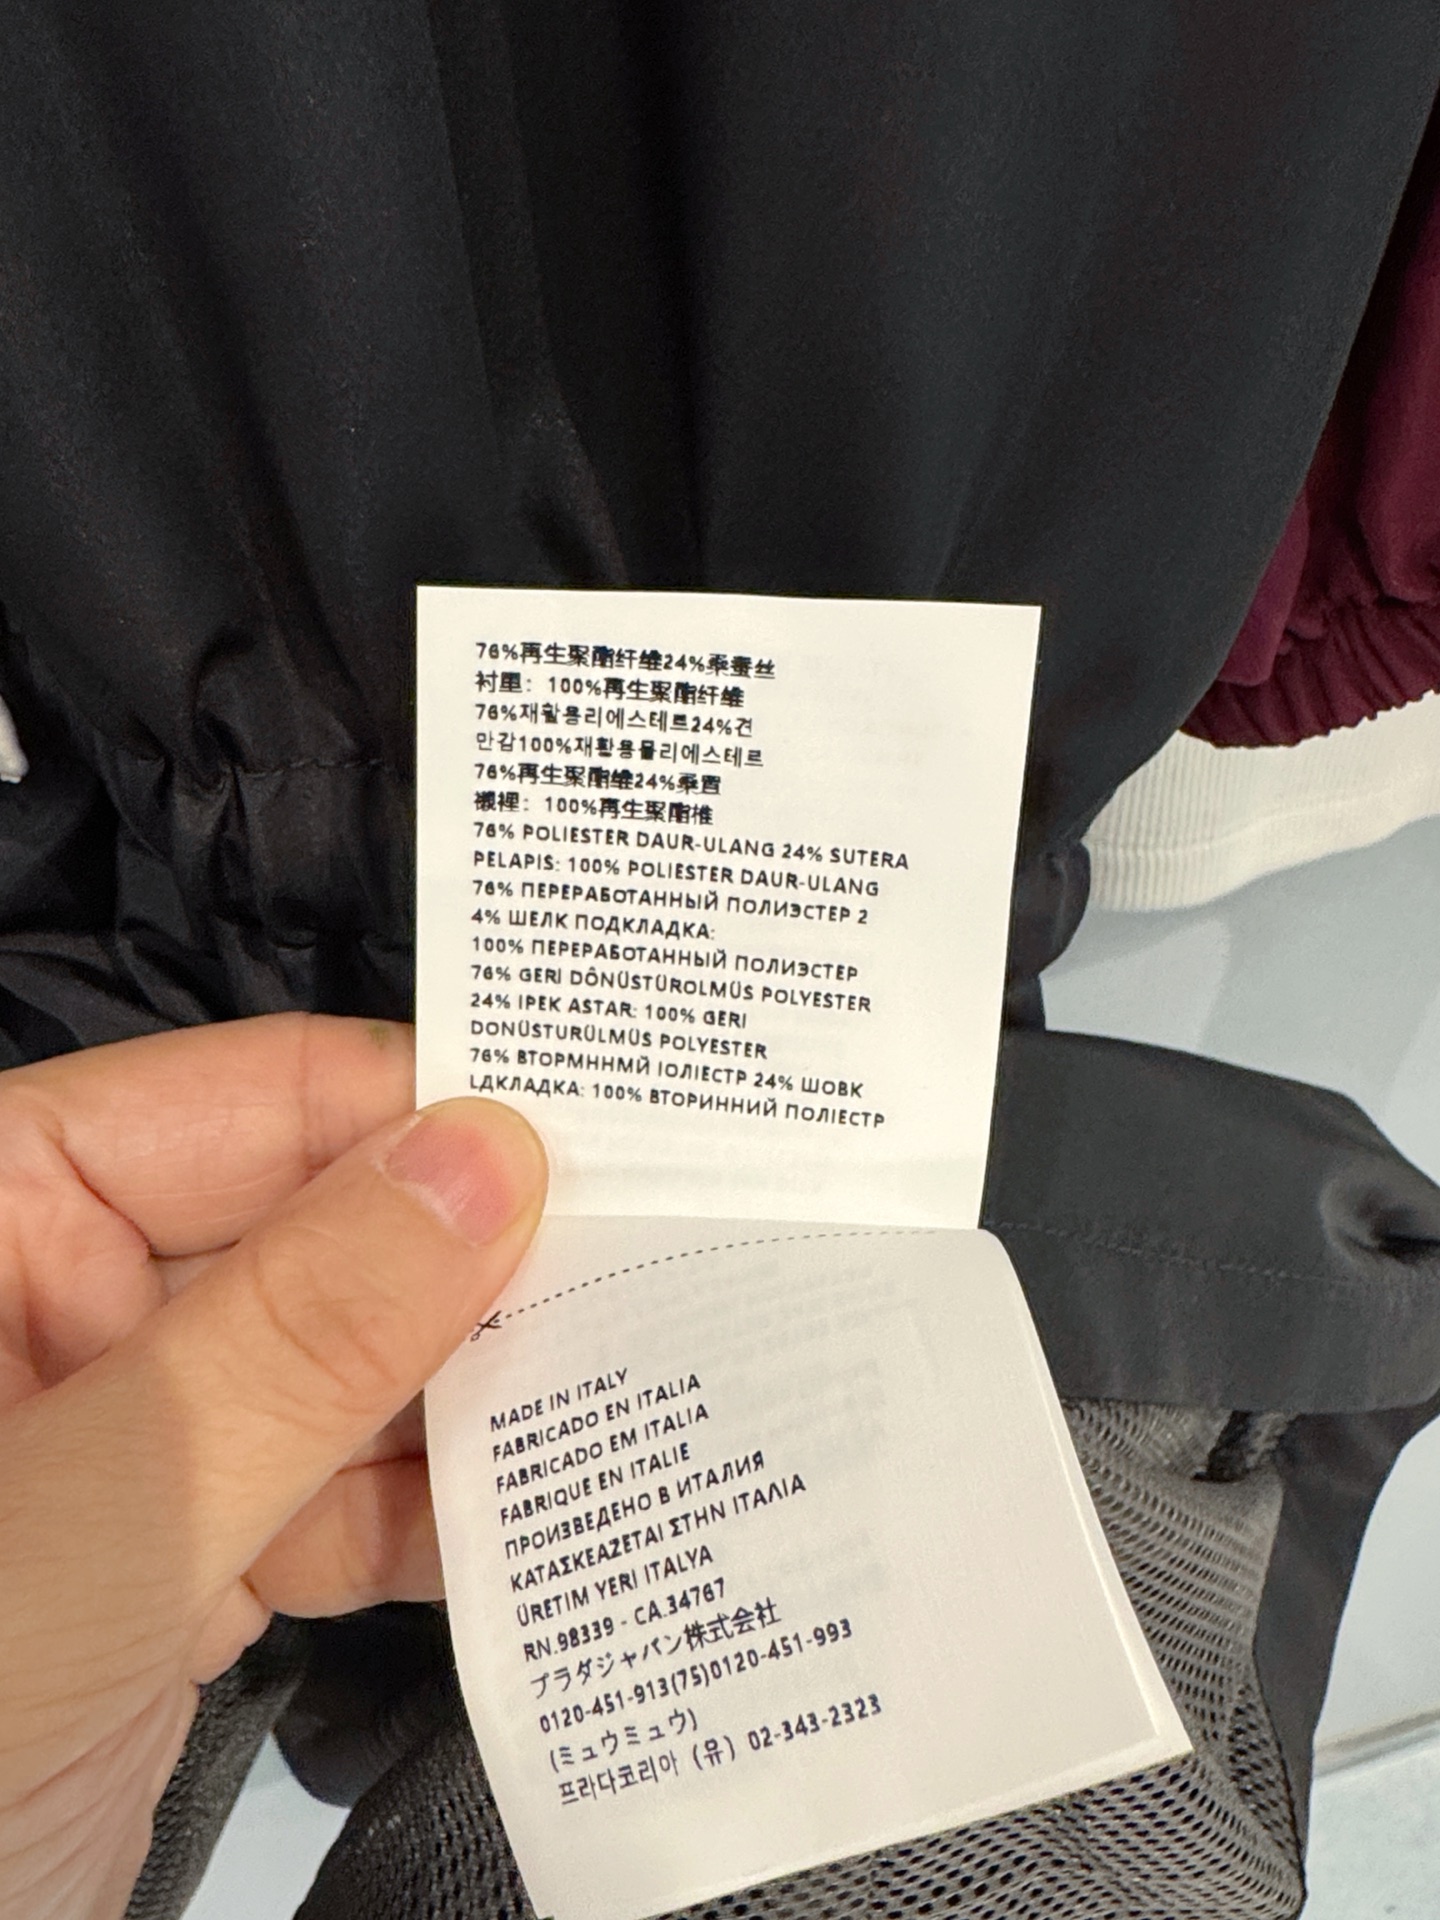 76%再生聚酯纤维24%桑蚕丝
衬里：100%再生聚酯纤维
76%재활용리에스테르24%견
안감100%재활용폴리에스테르
76%再生聚酯維24%桑
襯裡：100%再生聚酯
76% POLIESTER DAUR-ULANG 24% SUTERA
PELAPIS: 100% POLIESTER DAUR-ULANG
76% ПЕРЕРАБОТАННЫЙ ПОЛИЭСТЕР 2
4% ШЕЛК ПОДКЛАДКА:
100% ПЕРЕРАБОТАННЫЙ ПОЛИЭСТЕР
76% GERI DÔNÜSTÜROLMÜS POLYESTER
24% IPEK ASTAR: 100% GERI
DONÜSTURÜLMÜS POLYESTER
76% ВТОРМННМЙ ІОЛІЕСТР 24% ШОВК
LДКЛАДКА: 100% ВТОРИННИЙ ПОЛІЕСТР
MADE IN ITALY
FABRICADO EN ITALIA
FABRICADO EM ITALIA
FABRIQUE EN ITALIE
ПРОИЗВЕДЕНО В ИТАЛИЯ
ΚΑΤΑΣΚΕΑΖΕΤΑΙ ΣΤΗΝ ΙΤΑΛΙΑ
ÜRETIM YERI ITALYA
RN.98339 - CA.34767
プラダジャパン株式会社
0120-451-913(75)0120-451-993
(ミュウミュウ)
프라다코리아 (유) 02-343-2323